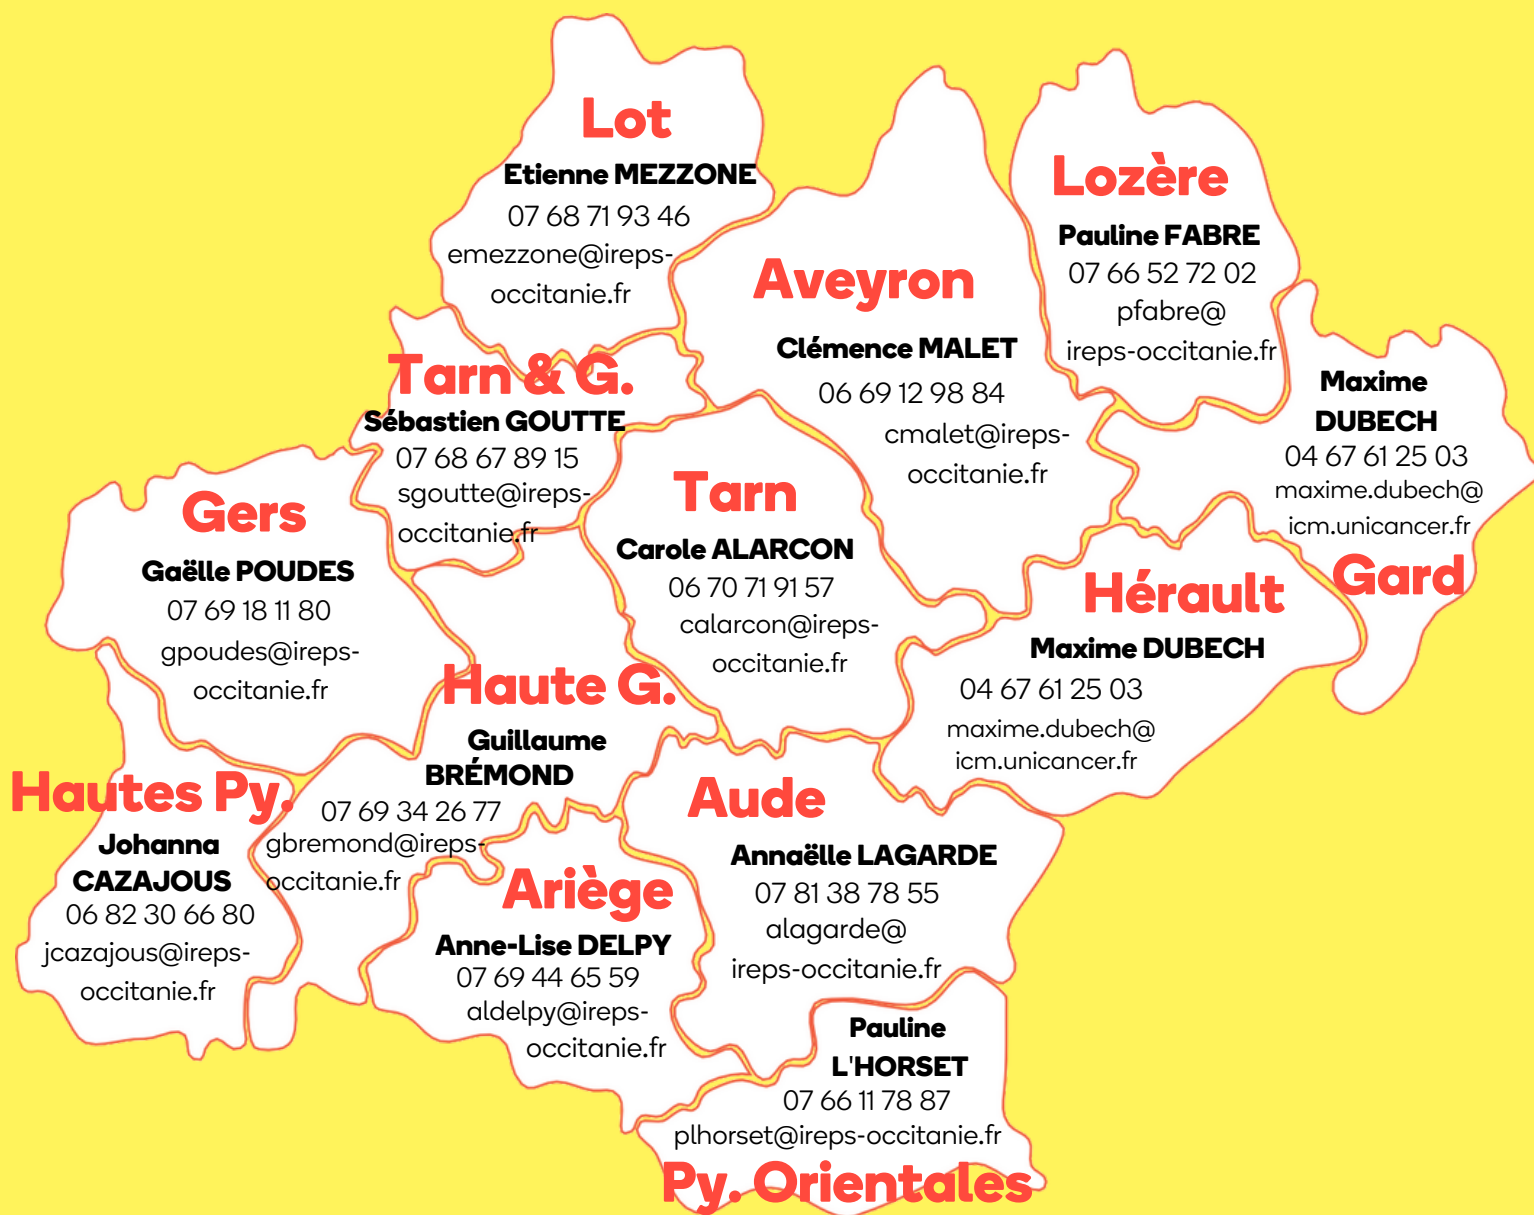 Lot
Etienne MEZZONE
07 68 71 93 46
emezzone@ireps-
occitanie.fr
Lozère
Pauline FABRE
07 66 52 72 02
pfabre@
ireps-occitanie.fr
Aveyron
Clémence MALET
06 69 12 98 84
cmalet@ireps-
occitanie.fr
Tarn & G.
Sébastien GOUTTE
07 68 67 89 15
sgoutte@ireps-
occitanie.fr
Maxime
DUBECH
04 67 61 25 03
maxime.dubech@
icm.unicancer.fr
Gard
Gers
Gaëlle POUDES
07 69 18 11 80
gpoudes@ireps-
occitanie.fr
Tarn
Carole ALARCON
06 70 71 91 57
calarcon@ireps-
occitanie.fr
Hérault
Maxime DUBECH
04 67 61 25 03
maxime.dubech@
icm.unicancer.fr
Haute G.
Guillaume
BRÉMOND
07 69 34 26 77
gbremond@ireps-
occitanie.fr
Hautes Py.
Johanna
CAZAJOUS
06 82 30 66 80
jcazajous@ireps-
occitanie.fr
Aude
Annaëlle LAGARDE
07 81 38 78 55
alagarde@
ireps-occitanie.fr
Ariège
Anne-Lise DELPY
07 69 44 65 59
aldelpy@ireps-
occitanie.fr
Pauline
L'HORSET
07 66 11 78 87
plhorset@ireps-occitanie.fr
Py. Orientales